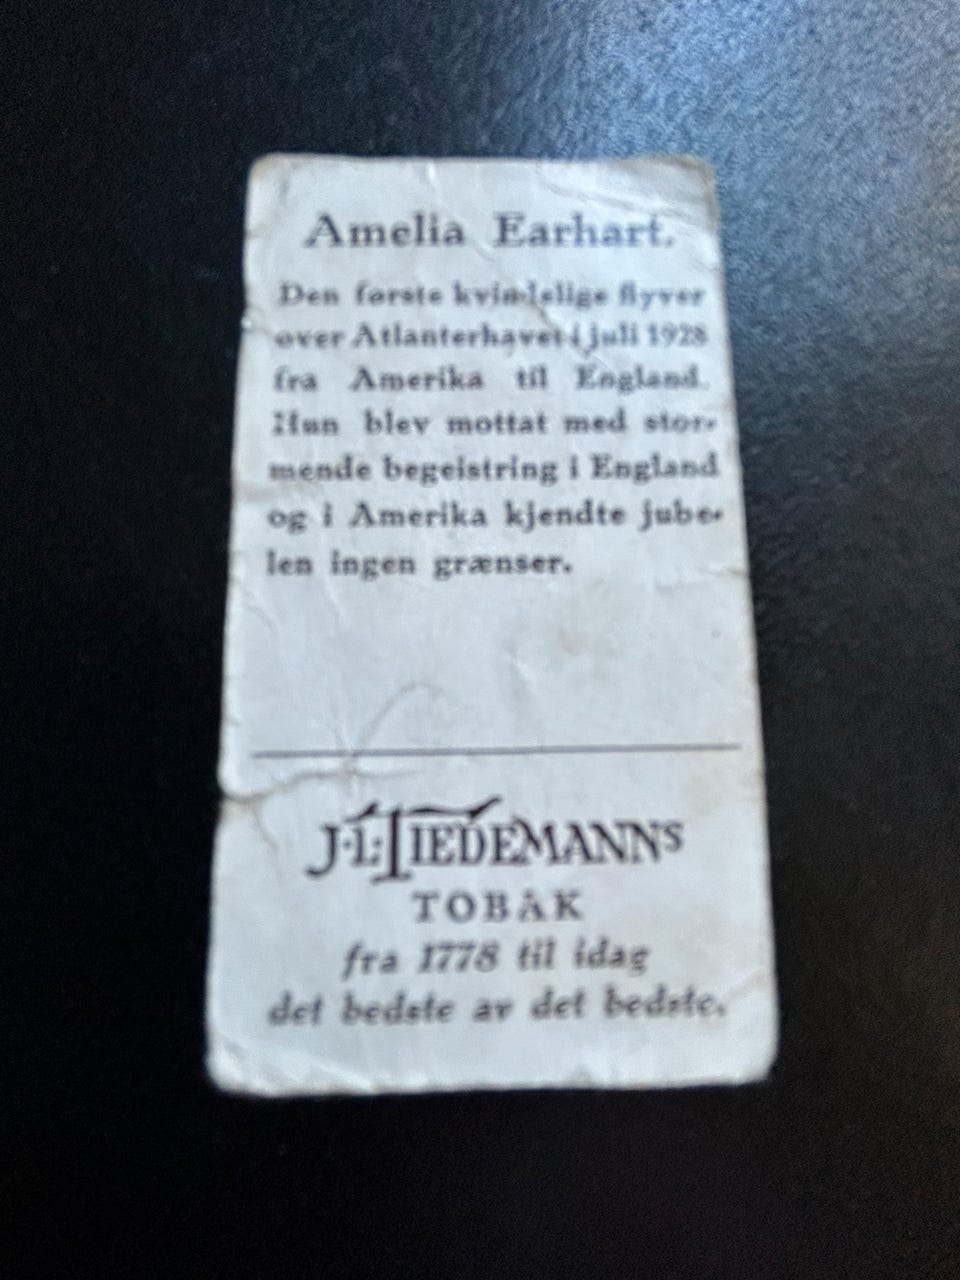 Amelia Earhart.
Den første kvindelige flyver
over Atlanterhavet i juli 1928
fra Amerika til England.
Hun blev mottat med stor-
mende begeistring i England
og i Amerika kjendte jube-
len ingen grænser.
J·L·TIEDEMANNS
TOBAK
fra 1778 til idag
det bedste av det bedste.